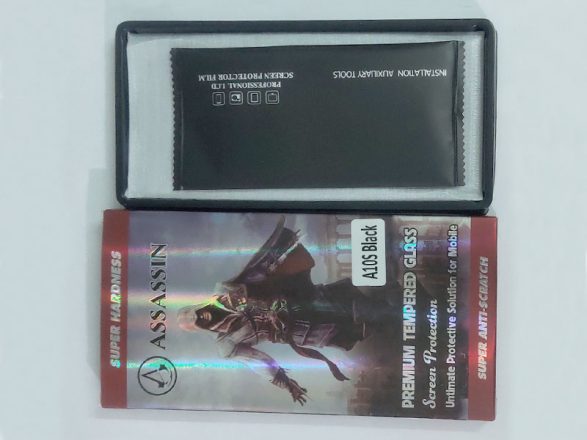 INSTALLATION AUXILIARY TOOLS
PROFESSIONAL LCD
SCREEN PROTECTOR FILM
SUPER HARDNESS
ASSASSIN
A10S Black
PREMIUM TEMPERED GLASS
Screen Protection
Untimate Protective Solution for Mobile
SUPER ANTI-SCRATCH